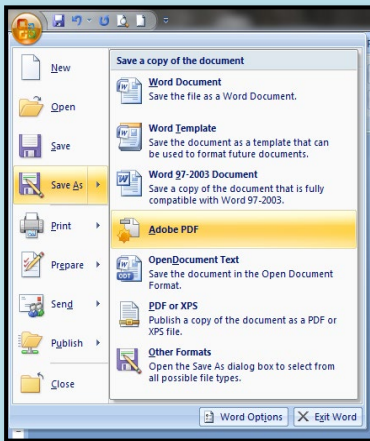 New
Open
Save
Save As
Print
Prepare
Send
Publish
Close
Save a copy of the document
Word Document
Save the file as a Word Document.
Word Template
Save the document as a template that can
be used to format future documents.
Word 97-2003 Document
Save a copy of the document that is fully
compatible with Word 97-2003.
Adobe PDF
OpenDocument Text
Save the document in the Open Document
Format.
PDF or XPS
Publish a copy of the document as a PDF or
XPS file.
Other Formats
Open the Save As dialog box to select from
all possible file types.
Word Options
Exit Word